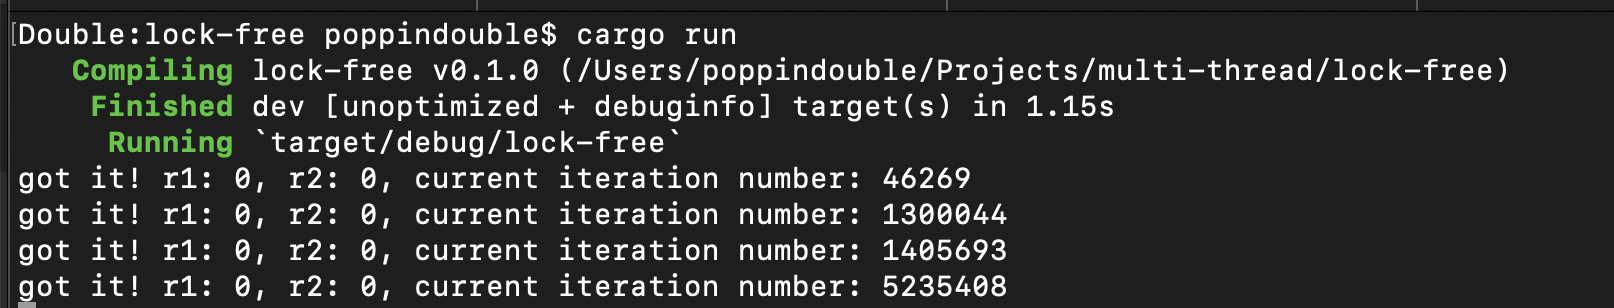 [Double:lock-free poppindouble$ cargo run
Compiling lock-free v0.1.0 (/Users/poppindouble/Projects/multi-thread/lock-free)
Finished dev [unoptimized + debuginfo] target(s) in 1.15s
Running `target/debug/lock-free`
got it! r1: 0, r2: 0, current iteration number: 46269
got it! r1: 0, r2: 0, current iteration number: 1300044
got it! r1: 0, r2: 0, current iteration number: 1405693
got it! r1: 0, r2: 0, current iteration number: 5235408